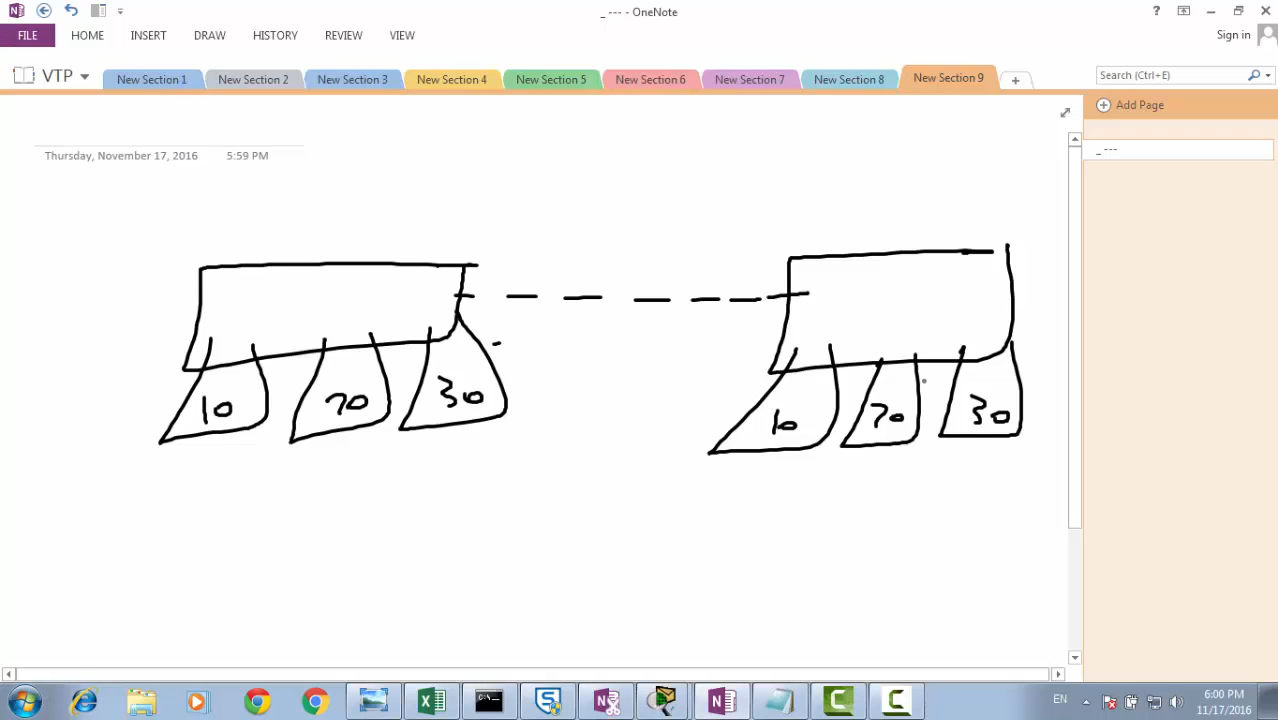 _ --- - OneNote
?
Sign in
FILE HOME INSERT DRAW HISTORY REVIEW VIEW
VTP New Section 1 New Section 2 New Section 3 New Section 4 New Section 5 New Section 6 New Section 7 New Section 8 New Section 9 + Search (Ctrl+E)
Add Page
_ ---
Thursday, November 17, 2016 5:59 PM
10 20 30 10 20 30
EN 6:00 PM
11/17/2016